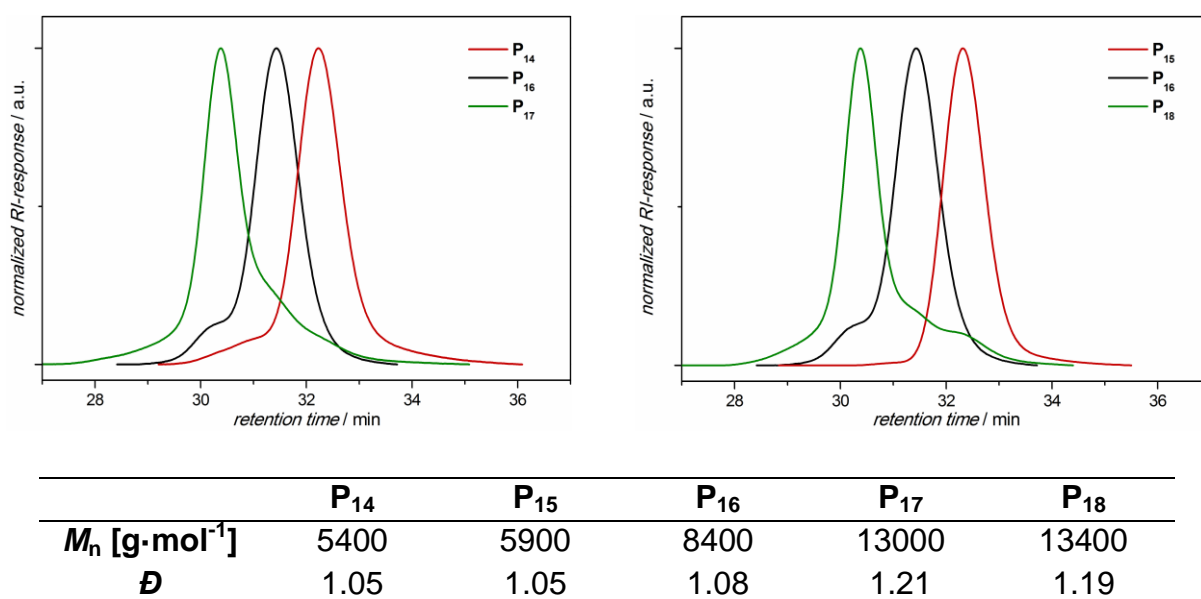 normalized RI-response / a.u.
P14
P16
P17
28 30 32 34 36
retention time / min
normalized RI-response / a.u.
P15
P16
P18
28 30 32 34 36
retention time / min
P14 P15 P16 P17 P18
Mn [g·mol-1] 5400 5900 8400 13000 13400
Đ 1.05 1.05 1.08 1.21 1.19